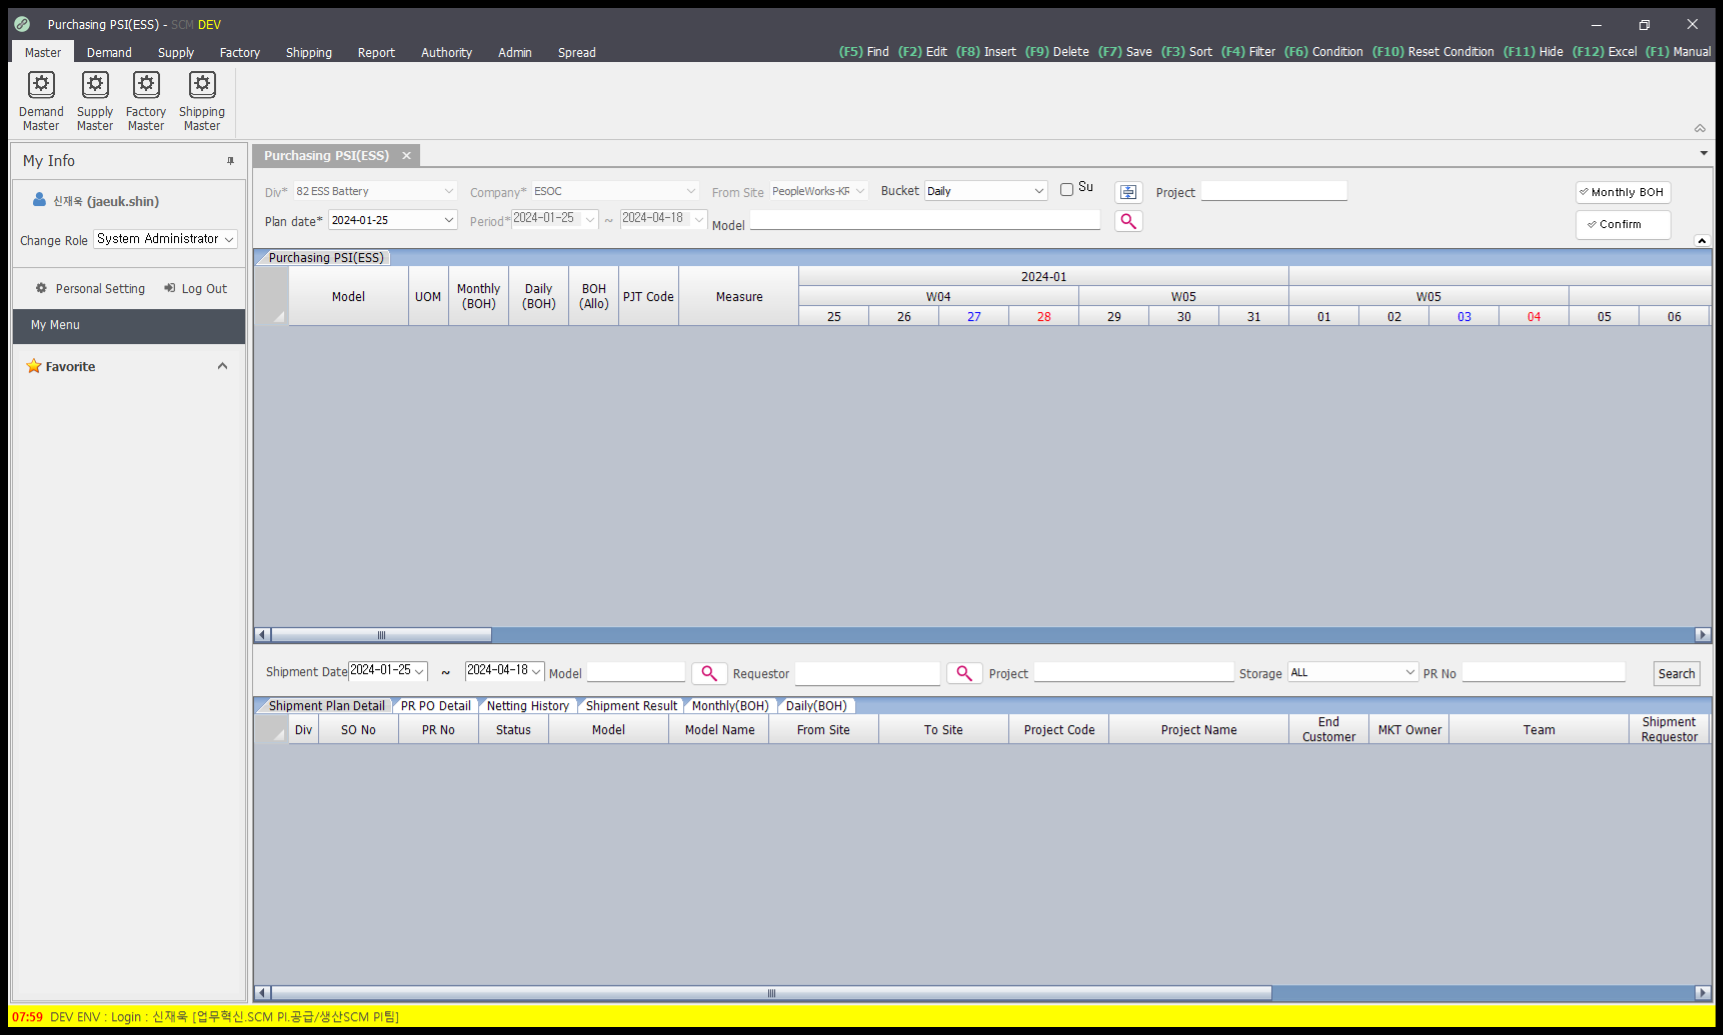 Purchasing PSI(ESS) - SCM DEV
Master Demand Supply Factory Shipping Report Authority Admin Spread
(F5) Find (F2) Edit (F8) Insert (F9) Delete (F7) Save (F3) Sort (F4) Filter (F6) Condition (F10) Reset Condition (F11) Hide (F12) Excel (F1) Manual
Demand Master
Supply Master
Factory Master
Shipping Master
My Info
신재욱 (jaeuk.shin)
Change Role System Administrator
Personal Setting Log Out
My Menu
Favorite
Purchasing PSI(ESS)
Div* 82 ESS Battery Company* ESOC From Site PeopleWorks-KR Bucket Daily Su Project Monthly BOH
Plan date* 2024-01-25 Period* 2024-01-25 ~ 2024-04-18 Model Confirm
Purchasing PSI(ESS)
Model UOM Monthly (BOH) Daily (BOH) BOH (Allo) PJT Code Measure
2024-01
W04 W05 W05
25 26 27 28 29 30 31 01 02 03 04 05 06
Shipment Date 2024-01-25 ~ 2024-04-18 Model Requestor Project Storage ALL PR No Search
Shipment Plan Detail PR PO Detail Netting History Shipment Result Monthly(BOH) Daily(BOH)
Div SO No PR No Status Model Model Name From Site To Site Project Code Project Name End Customer MKT Owner Team Shipment Requestor
07:59 DEV ENV : Login : 신재욱 [업무혁신.SCM PI.공급/생산SCM PI팀]